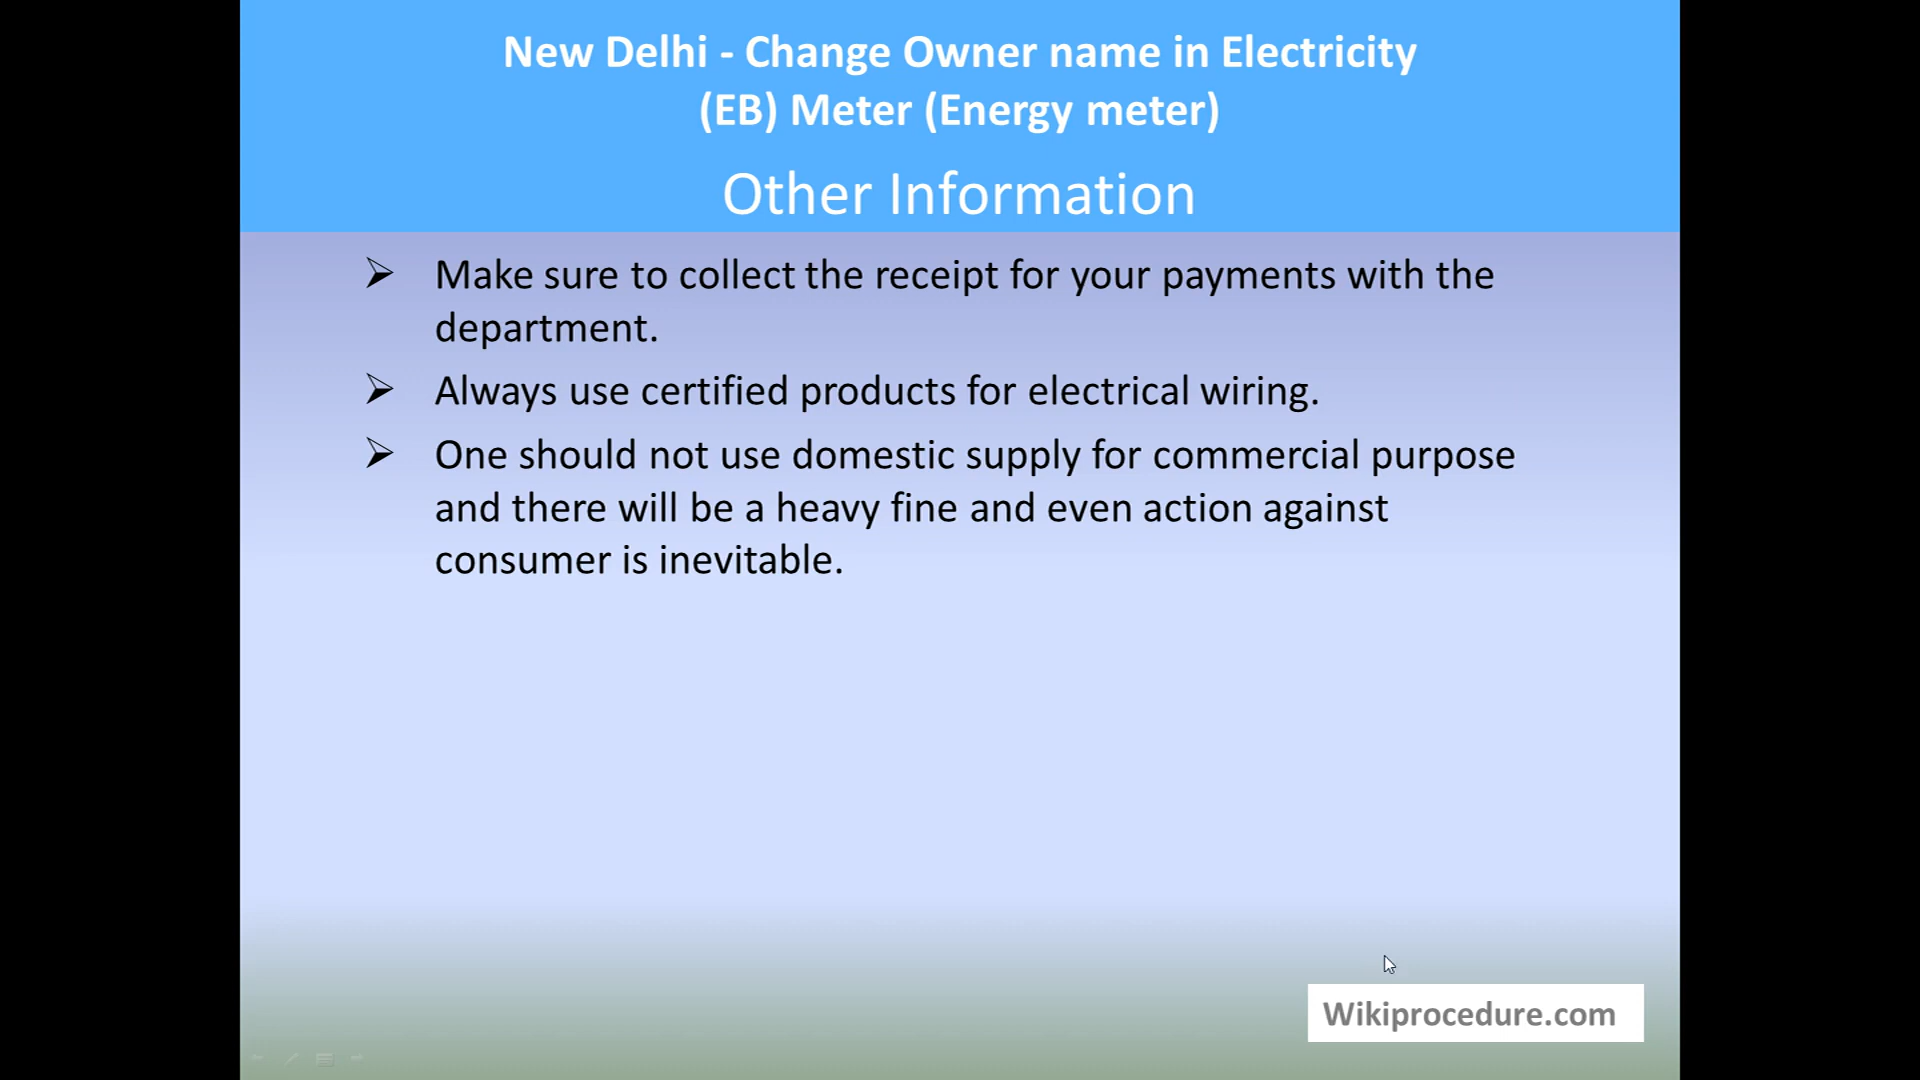 New Delhi - Change Owner name in Electricity
(EB) Meter (Energy meter)
Other Information
➢ Make sure to collect the receipt for your payments with the
department.
➢ Always use certified products for electrical wiring.
➢ One should not use domestic supply for commercial purpose
and there will be a heavy fine and even action against
consumer is inevitable.
Wikiprocedure.com